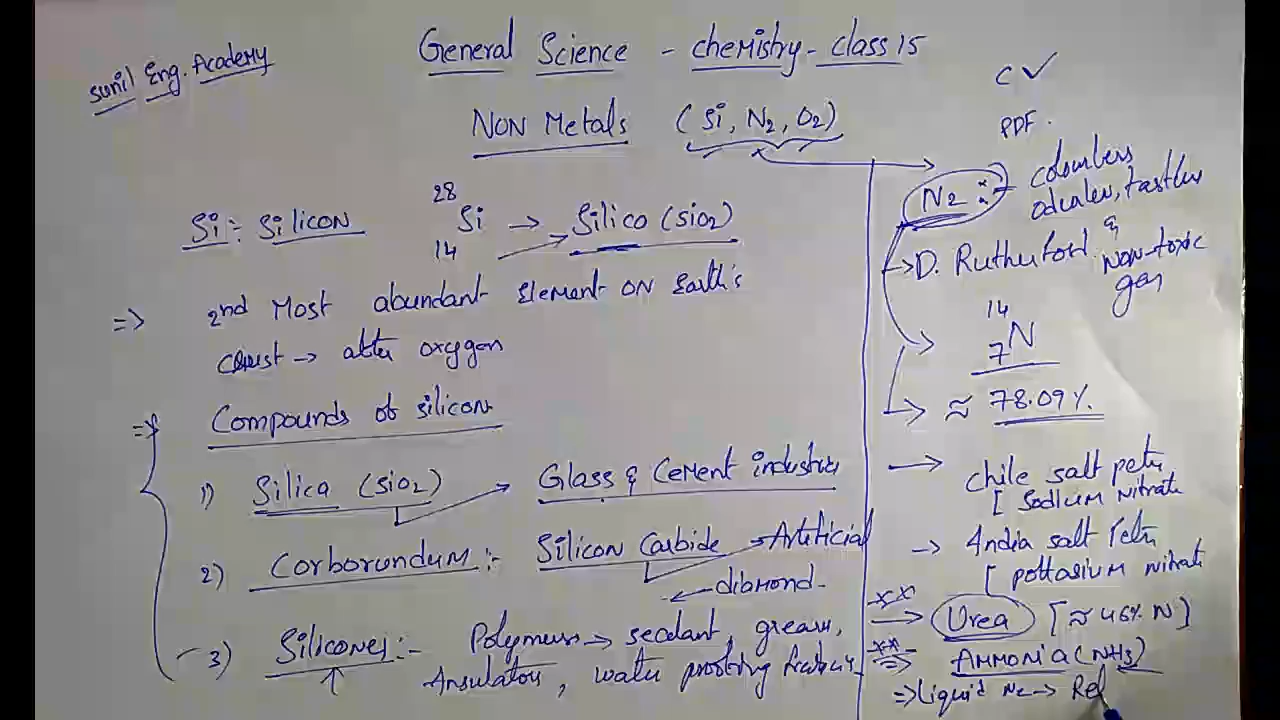 General Science - Chemistry - class 15
Sunil Eng. Academy
C ✓
PDF.
NON Metals (Si, N2, O2)
Si :- Silicon
28
14 Si → Silico (SiO2)
=> 2nd Most abundant Element ON Earth's
crust → after oxygen
=> Compounds of silicon
1) Silica (SiO2) → Glass & Cement industries
2) Corborundum :- Silicon Carbide → Artificial
diamond
3) Silicones :- Polymers → sealant, grease,
Insulators, water proofing fabrics
N2 :- colourless
odourless, tasteless
&
NON-toxic
gas
→ D. Rutherford
14
7 N
→ ≈ 78.09%
→ Chile salt peter
[Sodium Nitrate
→ India salt Peter
[pottasium nitrate
** → Urea [≈ 46% N]
** => AMMONIA (NH3)
=> Liquid N2 → Ref